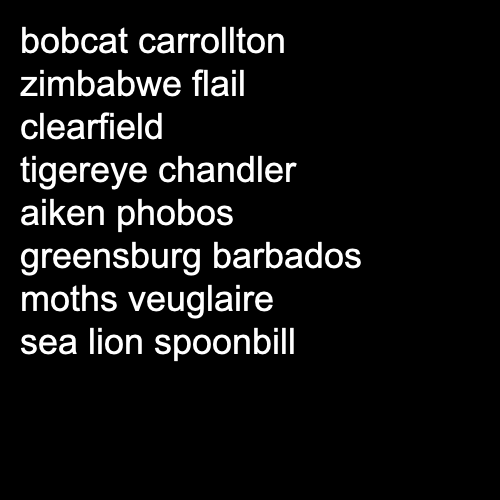 bobcat carrollton
zimbabwe flail
clearfield
tigereye chandler
aiken phobos
greensburg barbados
moths veuglaire
sea lion spoonbill